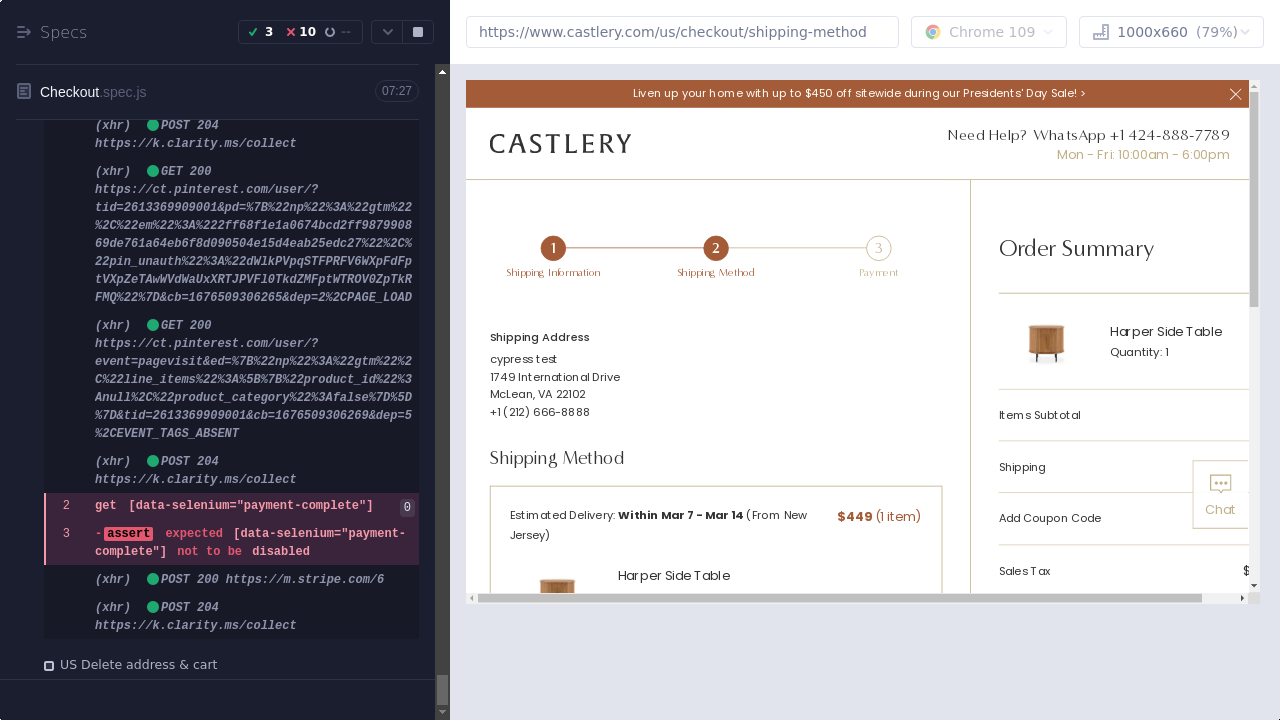 Specs
3
10
--
https://www.castlery.com/us/checkout/shipping-method
Chrome 109
1000x660 (79%)
Checkout.spec.js
07:27
(xhr) POST 204
https://k.clarity.ms/collect
(xhr) GET 200
https://ct.pinterest.com/user/?
tid=2613369909001&pd=%7B%22np%22%3A%22gtm%22
%2C%22em%22%3A%222ff68f1e1a0674bcd2ff9879908
69de761a64eb6f8d090504e15d4eab25edc27%22%2C%
22pin_unauth%22%3A%22dWlkPVpqSTFPRFV6WXpFdFp
tVXpZeTAwWVdWaUxXRTJPVFl0TkdZMFptWTROV0ZpTkR
FMQ%22%7D&cb=1676509306265&dep=2%2CPAGE_LOAD
(xhr) GET 200
https://ct.pinterest.com/user/?
event=pagevisit&ed=%7B%22np%22%3A%22gtm%22%2
C%22line_items%22%3A%5B%7B%22product_id%22%3
Anull%2C%22product_category%22%3Afalse%7D%5D
%7D&tid=2613369909001&cb=1676509306269&dep=5
%2CEVENT_TAGS_ABSENT
(xhr) POST 204
https://k.clarity.ms/collect
2 get [data-selenium="payment-complete"] 0
3 -assert expected [data-selenium="payment-
complete"] not to be disabled
(xhr) POST 200 https://m.stripe.com/6
(xhr) POST 204
https://k.clarity.ms/collect
US Delete address & cart
Liven up your home with up to $450 off sitewide during our Presidents' Day Sale! >
CASTLERY
Need Help? WhatsApp +1 424-888-7789
Mon - Fri: 10:00am - 6:00pm
1
2
3
Shipping Information
Shipping Method
Payment
Shipping Address
cypress test
1749 International Drive
McLean, VA 22102
+1 (212) 666-8888
Shipping Method
Estimated Delivery: Within Mar 7 - Mar 14 (From New
Jersey)
$449 (1 item)
Harper Side Table
Order Summary
Harper Side Table
Quantity: 1
Items Subtotal
Shipping
Add Coupon Code
Sales Tax
$
Chat